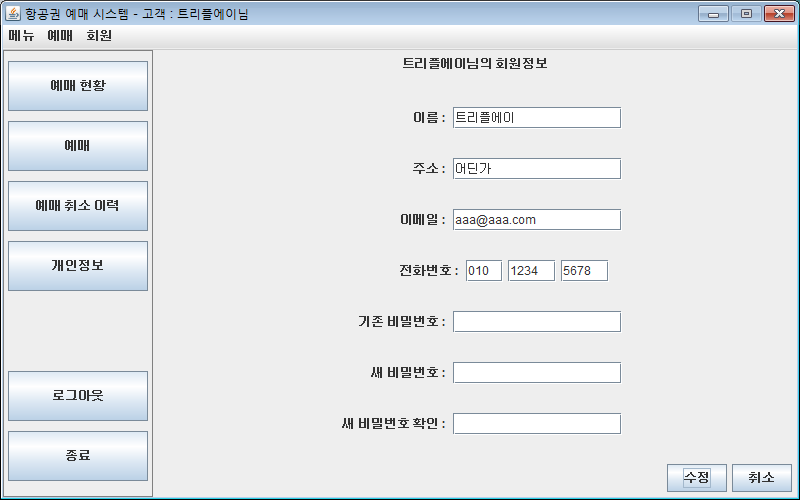 항공권 예매 시스템 - 고객 : 트리플에이님
메뉴 예매 회원
예매 현황
예매
예매 취소 이력
개인정보
로그아웃
종료
트리플에이님의 회원정보
이름 : 트리플에이
주소 : 어딘가
이메일 : aaa@aaa.com
전화번호 : 010 1234 5678
기존 비밀번호 :
새 비밀번호 :
새 비밀번호 확인 :
수정 취소